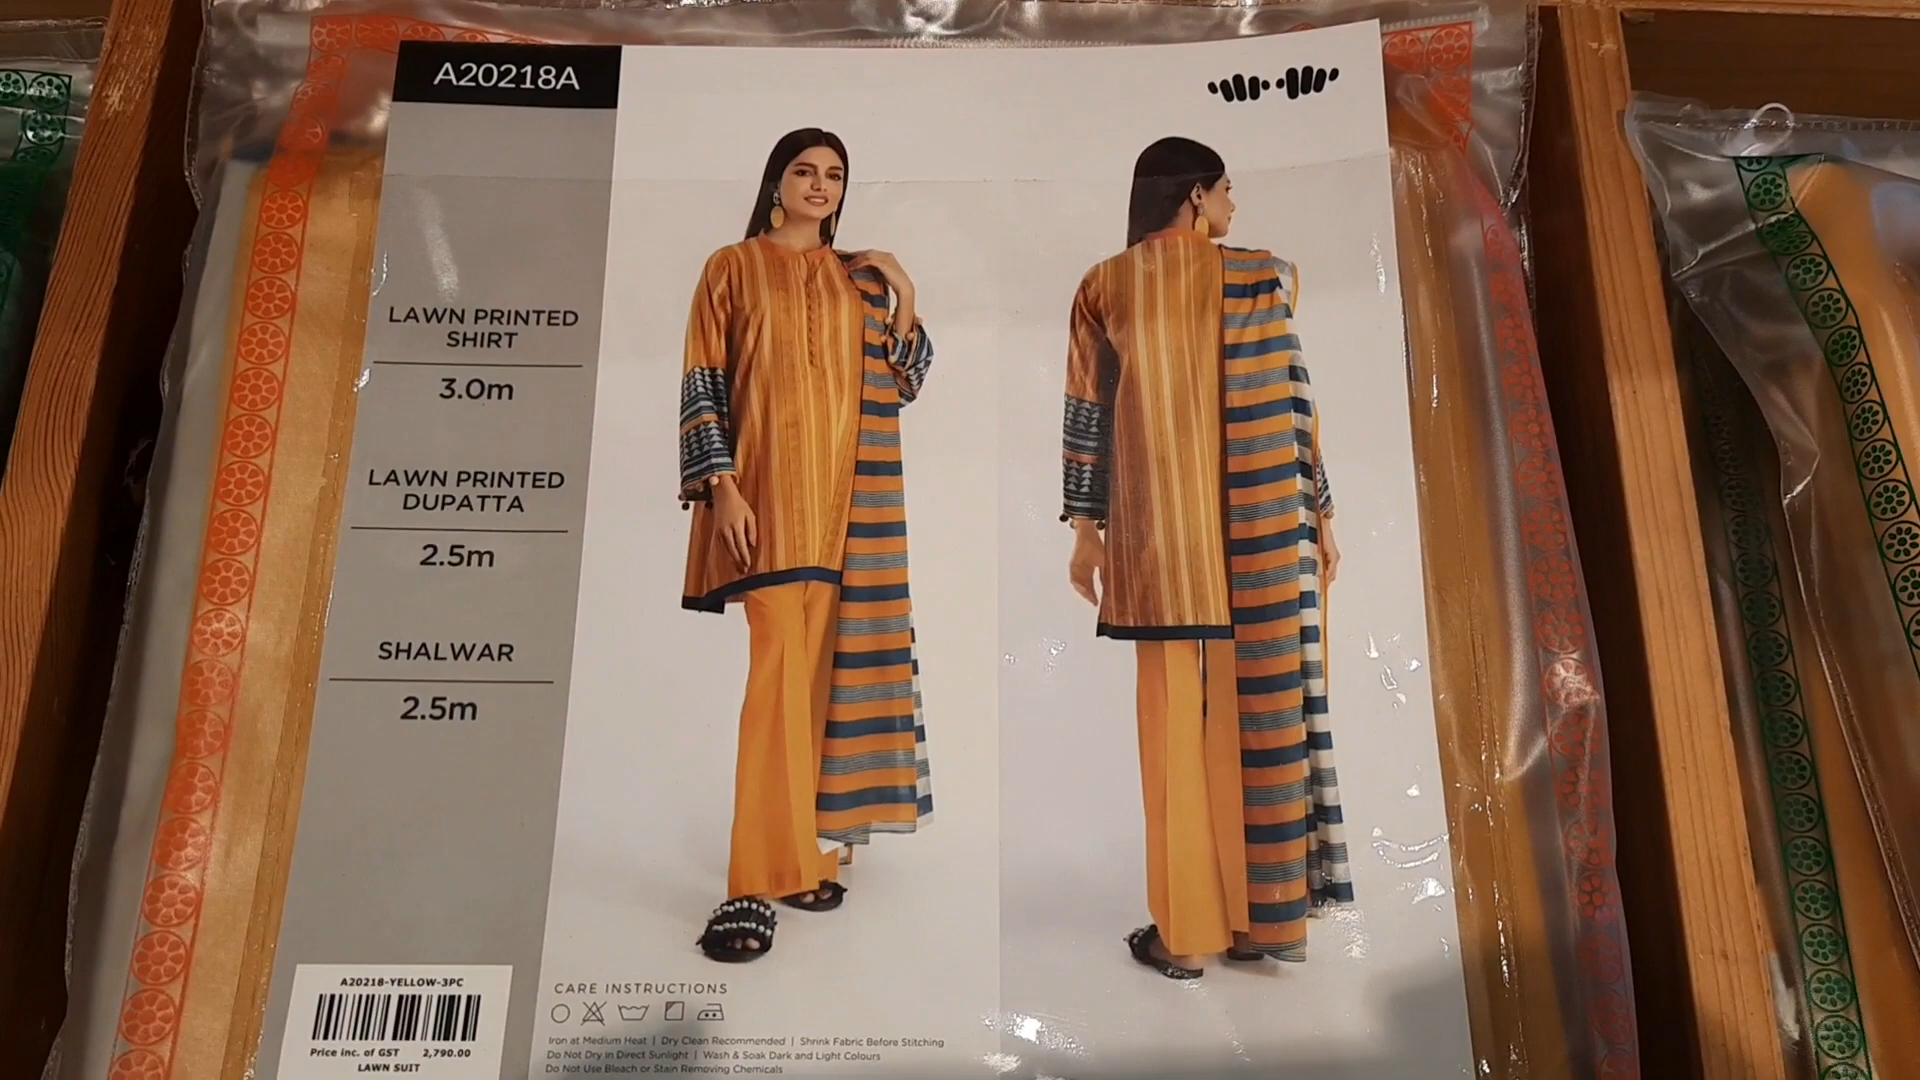 A20218A
LAWN PRINTED
SHIRT
3.0m
LAWN PRINTED
DUPATTA
2.5m
SHALWAR
2.5m
A20218-YELLOW-3PC
Price inc. of GST 2,790.00
LAWN SUIT
CARE INSTRUCTIONS
Iron at Medium Heat | Dry Clean Recommended | Shrink Fabric Before Stitching
Do Not Dry in Direct Sunlight | Wash & Soak Dark and Light Colours
Do Not Use Bleach or Stain Removing Chemicals